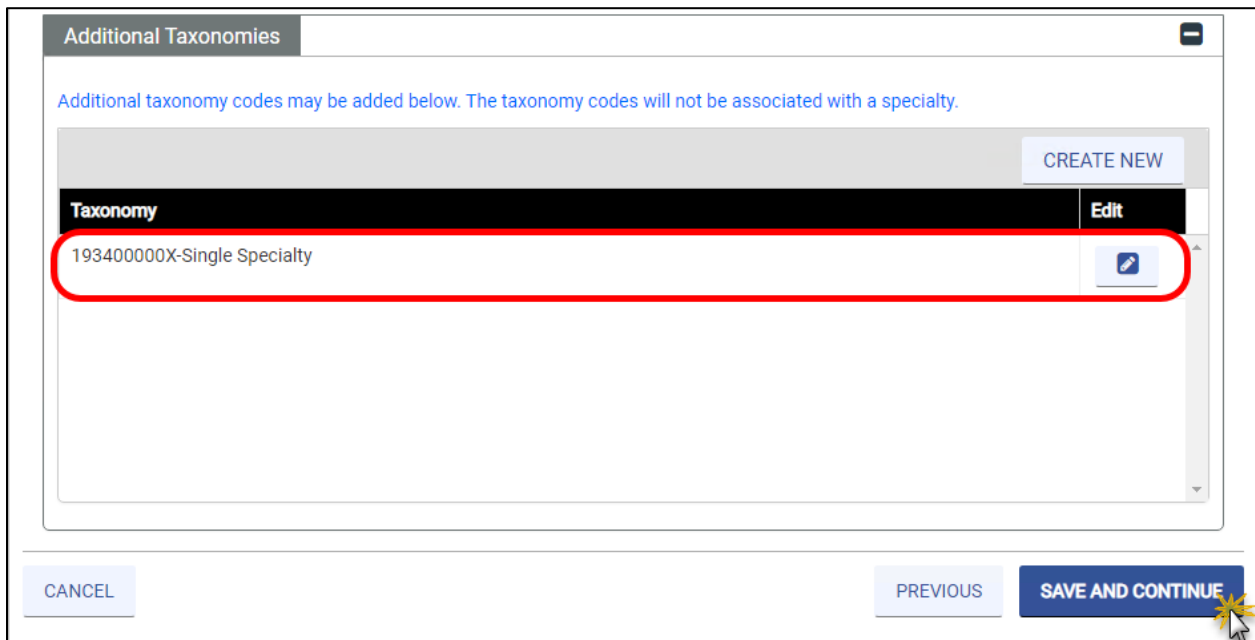 Additional Taxonomies
Additional taxonomy codes may be added below. The taxonomy codes will not be associated with a specialty.
CREATE NEW
Taxonomy Edit
193400000X-Single Specialty
CANCEL PREVIOUS SAVE AND CONTINUE